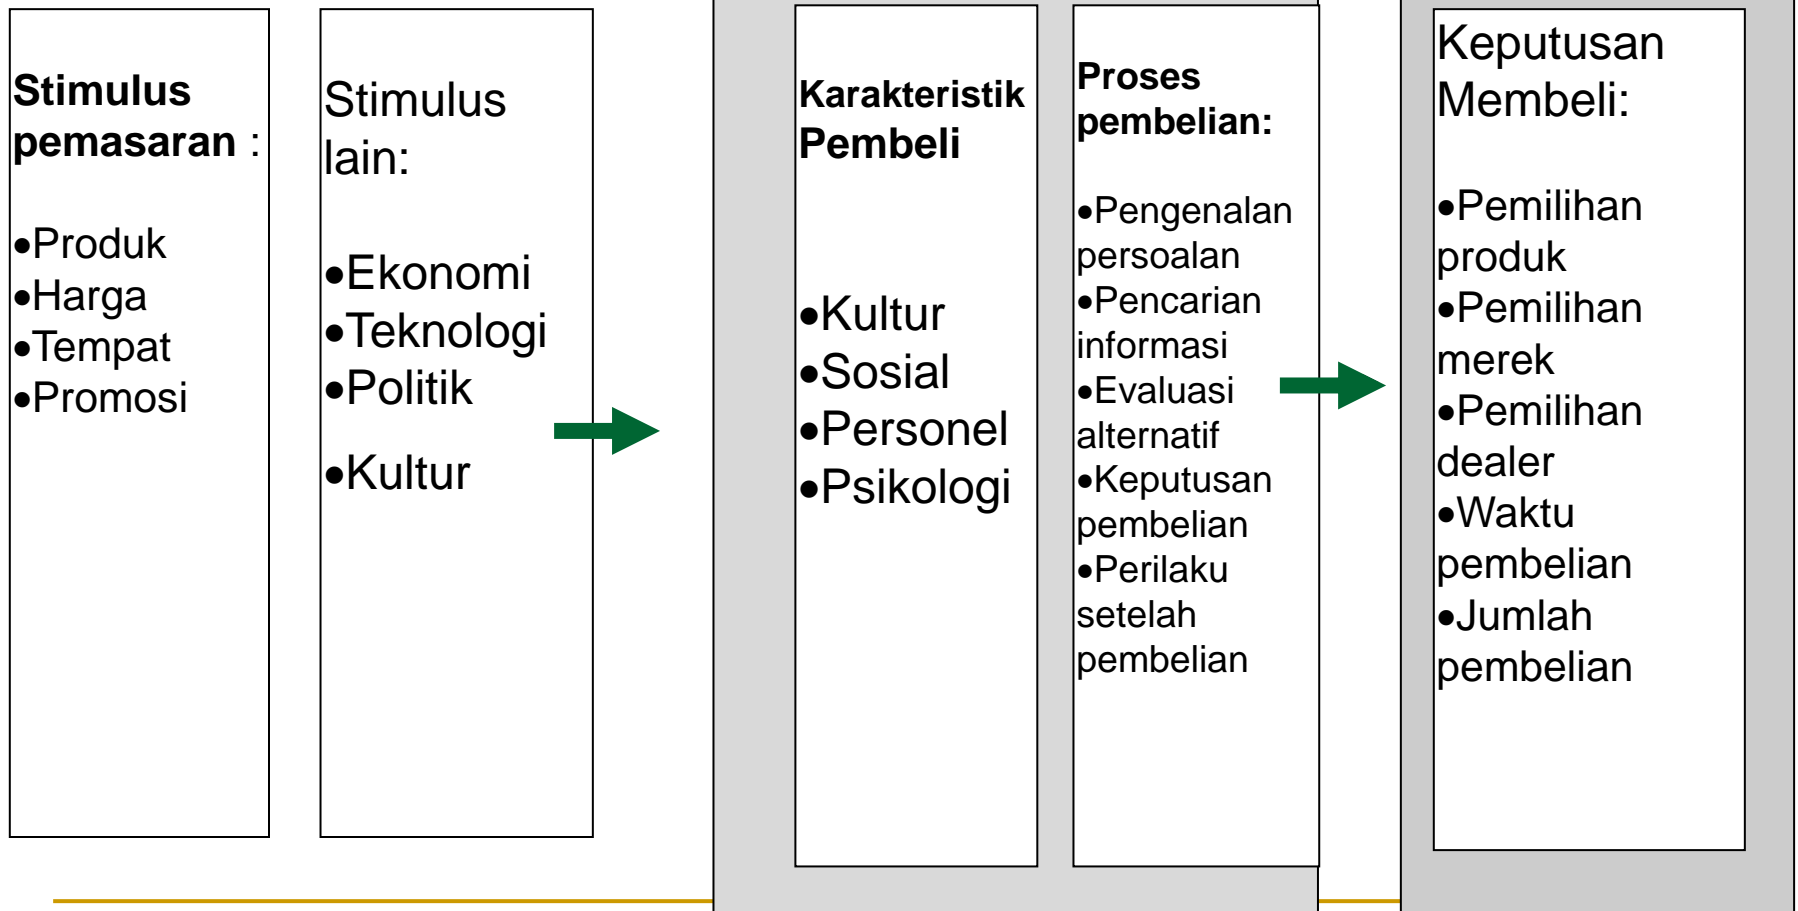 Stimulus
pemasaran :
•Produk
•Harga
•Tempat
•Promosi
Stimulus
lain:
•Ekonomi
•Teknologi
•Politik
•Kultur
Karakteristik
Pembeli
•Kultur
•Sosial
•Personel
•Psikologi
Proses
pembelian:
•Pengenalan
persoalan
•Pencarian
informasi
•Evaluasi
alternatif
•Keputusan
pembelian
•Perilaku
setelah
pembelian
Keputusan
Membeli:
•Pemilihan
produk
•Pemilihan
merek
•Pemilihan
dealer
•Waktu
pembelian
•Jumlah
pembelian